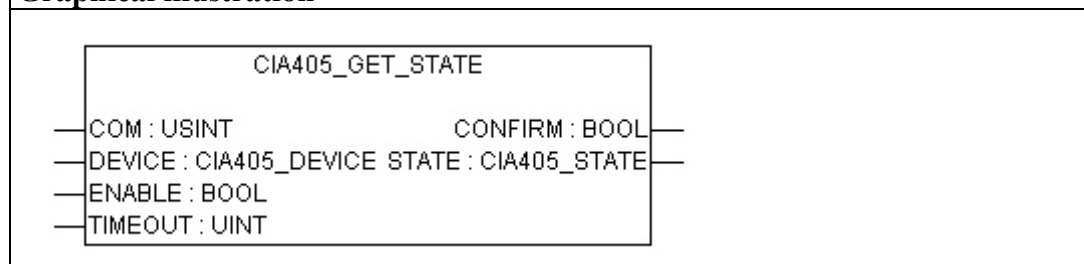 Graphical illustration
CIA405_GET_STATE
COM : USINT CONFIRM : BOOL
DEVICE : CIA405_DEVICE STATE : CIA405_STATE
ENABLE : BOOL
TIMEOUT : UINT